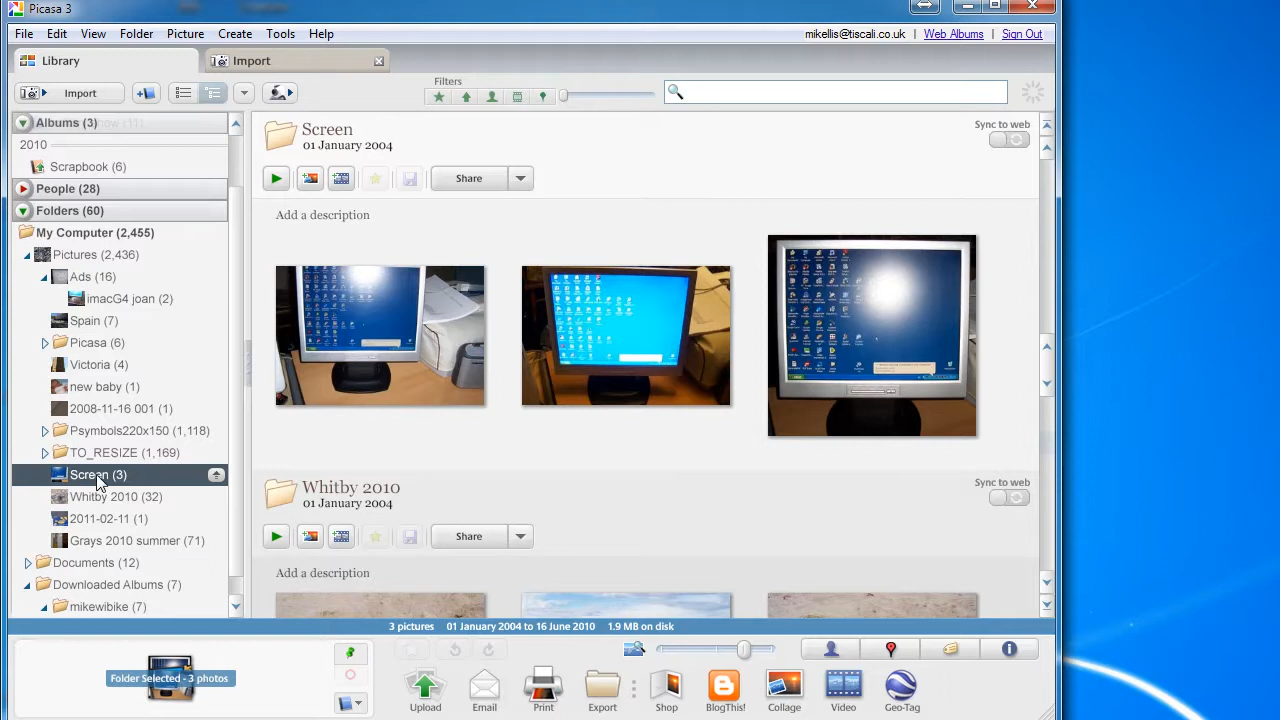 Picasa 3
File Edit View Folder Picture Create Tools Help
mikellis@tiscali.co.uk Web Albums Sign Out
Library
Import
Import
Filters
Albums (3)
2010
Scrapbook (6)
People (28)
Folders (60)
My Computer (2,455)
Pictures (2,436)
Ads (16)
imacG4 joan (2)
Spain (7)
Picasa (6)
Victoria (4)
new baby (1)
2008-11-16 001 (1)
Psymbols220x150 (1,118)
TO_RESIZE (1,169)
Screen (3)
Whitby 2010 (32)
2011-02-11 (1)
Grays 2010 summer (71)
Documents (12)
Downloaded Albums (7)
mikewibike (7)
Screen
01 January 2004
Sync to web
Share
Add a description
Whitby 2010
01 January 2004
Sync to web
Share
Add a description
3 pictures 01 January 2004 to 16 June 2010 1.9 MB on disk
Folder Selected - 3 photos
Upload Email Print Export Shop BlogThis! Collage Video Geo-Tag